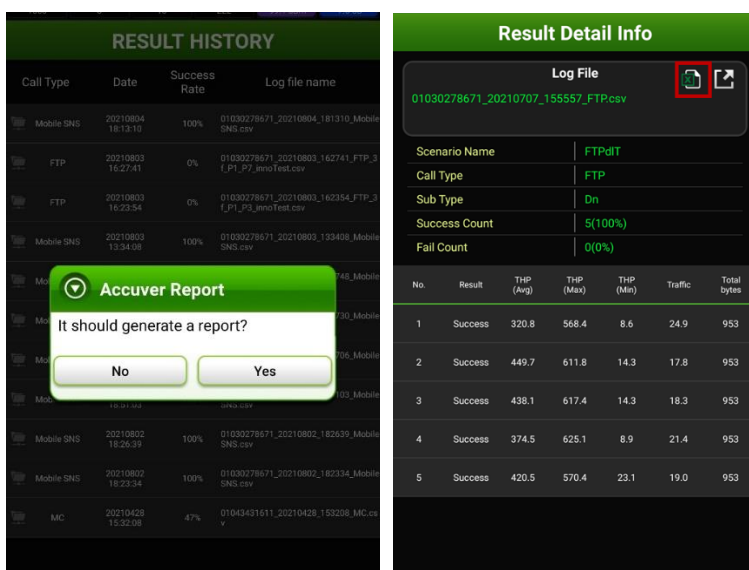 RESULT HISTORY
Call Type Date Success Rate Log file name
Mobile SNS 20210804 18:13:10 100% 01030278671_20210804_181310_Mobile
SNS.csv
FTP 20210803 16:27:41 0% 01030278671_20210803_162741_FTP_3
f_P1_P7_innoTest.csv
FTP 20210803 16:23:54 0% 01030278671_20210803_162354_FTP_3
f_P1_P3_innoTest.csv
Mobile SNS 20210803 13:34:08 100% 01030278671_20210803_133408_Mobile
SNS.csv
748_Mobile
Accuver Report
730_Mobile
It should generate a report?
706_Mobile
No Yes
103_Mobile
Mobile SNS 20210802 18:26:39 100% 01030278671_20210802_182639_Mobile
SNS.csv
Mobile SNS 20210802 18:23:34 100% 01030278671_20210802_182334_Mobile
SNS.csv
MC 20210428 15:32:08 47% 01043431611_20210428_153208_MC.cs
v
Result Detail Info
Log File
01030278671_20210707_155557_FTP.csv
Scenario Name FTPdlT
Call Type FTP
Sub Type Dn
Success Count 5(100%)
Fail Count 0(0%)
No. Result THP (Avg) THP (Max) THP (Min) Traffic Total bytes
1 Success 320.8 568.4 8.6 24.9 953
2 Success 449.7 611.8 14.3 17.8 953
3 Success 438.1 617.4 14.3 18.3 953
4 Success 374.5 625.1 8.9 21.4 953
5 Success 420.5 570.4 23.1 19.0 953